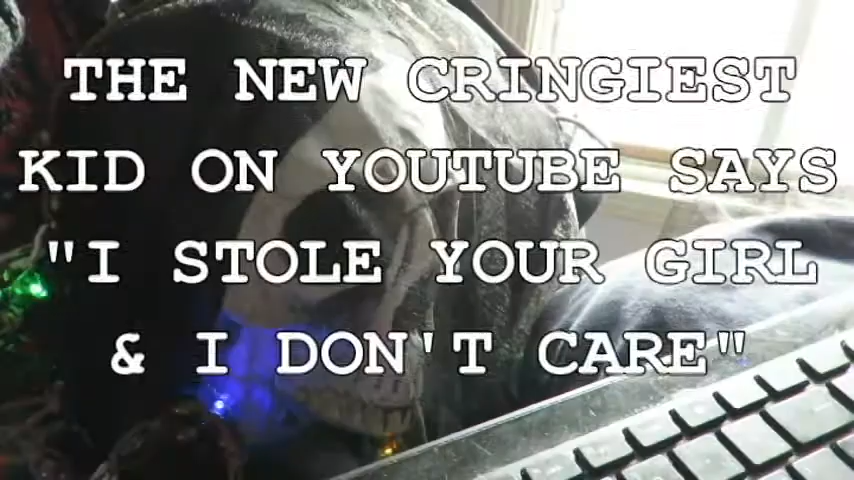 THE NEW CRINGIEST
KID ON YOUTUBE SAYS
"I STOLE YOUR GIRL
& I DON'T CARE"